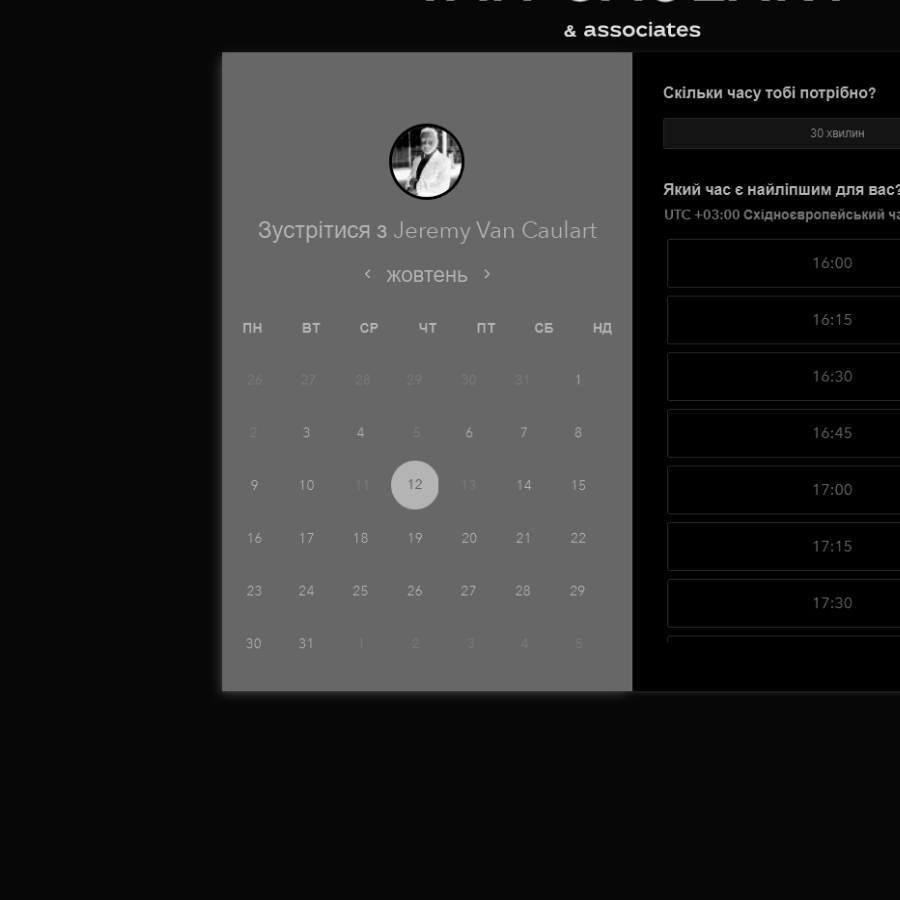 & associates
Скільки часу тобі потрібно?
30 хвилин
Який час є найліпшим для вас?
UTC +03:00 Східноєвропейський
16:00
16:15
16:30
16:45
17:00
17:15
17:30
Зустрітися з Jeremy Van Caulart
жовтень
ПН ВТ СР ЧТ ПТ СБ НД
26 27 28 29 30 31 1
2 3 4 5 6 7 8
9 10 11 12 13 14 15
16 17 18 19 20 21 22
23 24 25 26 27 28 29
30 31 1 2 3 4 5